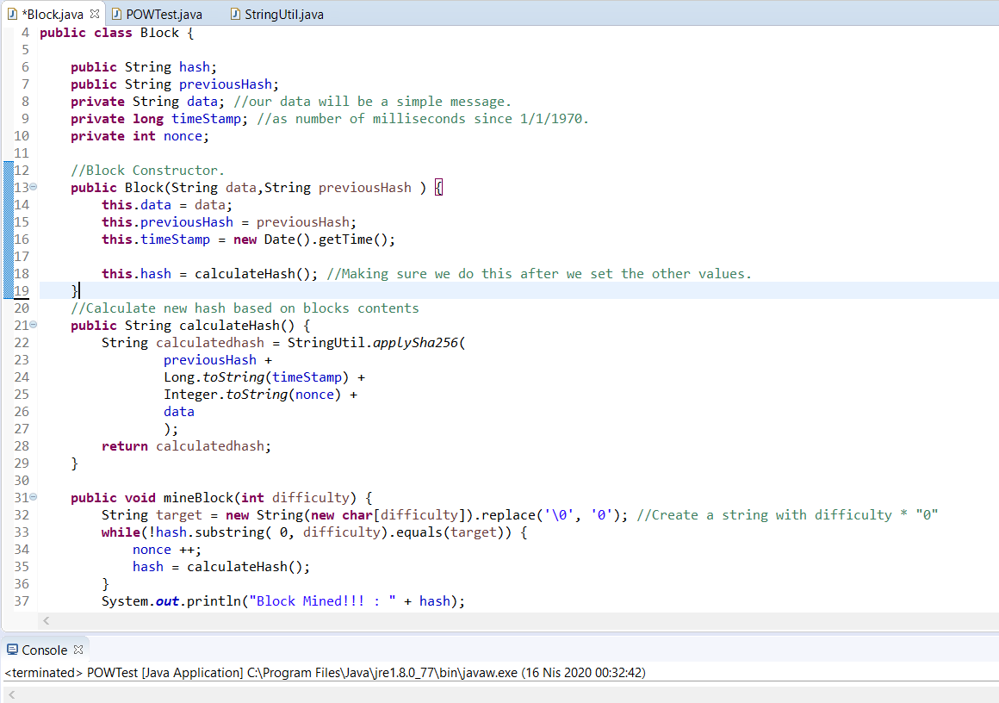 *Block.java POWTest.java StringUtil.java
4 public class Block {
5
6 public String hash;
7 public String previousHash;
8 private String data; //our data will be a simple message.
9 private long timeStamp; //as number of milliseconds since 1/1/1970.
10 private int nonce;
11
12 //Block Constructor.
13 public Block(String data,String previousHash ) {
14 this.data = data;
15 this.previousHash = previousHash;
16 this.timeStamp = new Date().getTime();
17
18 this.hash = calculateHash(); //Making sure we do this after we set the other values.
19 }
20 //Calculate new hash based on blocks contents
21 public String calculateHash() {
22 String calculatedhash = StringUtil.applySha256(
23 previousHash +
24 Long.toString(timeStamp) +
25 Integer.toString(nonce) +
26 data
27 );
28 return calculatedhash;
29 }
30
31 public void mineBlock(int difficulty) {
32 String target = new String(new char[difficulty]).replace('\0', '0'); //Create a string with difficulty * "0"
33 while(!hash.substring( 0, difficulty).equals(target)) {
34 nonce ++;
35 hash = calculateHash();
36 }
37 System.out.println("Block Mined!!! : " + hash);
Console
<terminated> POWTest [Java Application] C:\Program Files\Java\jre1.8.0_77\bin\javaw.exe (16 Nis 2020 00:32:42)